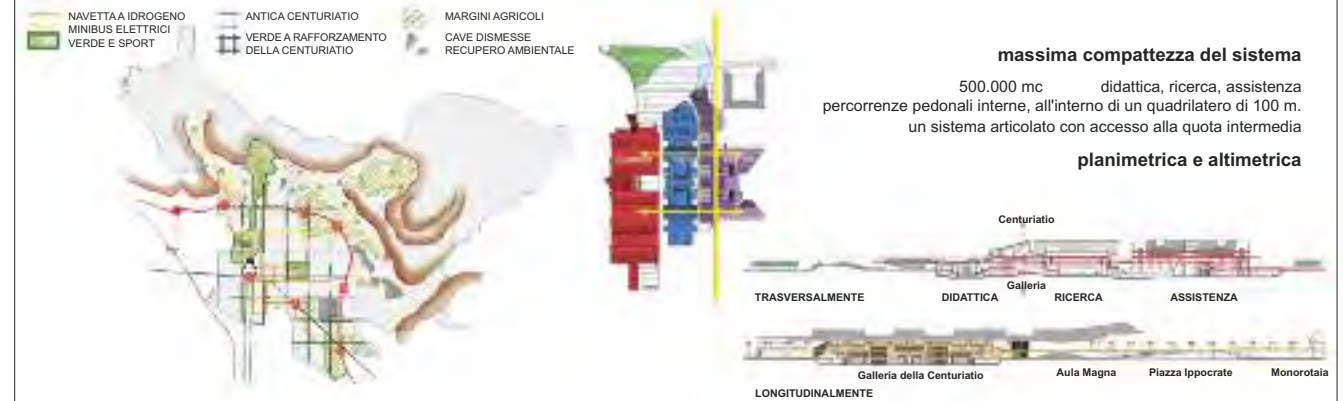 NAVETTA A IDROGENO
MINIBUS ELETTRICI
VERDE E SPORT
ANTICA CENTURIATIO
VERDE A RAFFORZAMENTO
DELLA CENTURIATIO
MARGINI AGRICOLI
CAVE DISMESSE
RECUPERO AMBIENTALE
massima compattezza del sistema
500.000 mc didattica, ricerca, assistenza
percorrenze pedonali interne, all'interno di un quadrilatero di 100 m.
un sistema articolato con accesso alla quota intermedia
planimetrica e altimetrica
Centuriatio
Galleria
TRASVERSALMENTE DIDATTICA RICERCA ASSISTENZA
Galleria della Centuriatio Aula Magna Piazza Ippocrate Monorotaia
LONGITUDINALMENTE